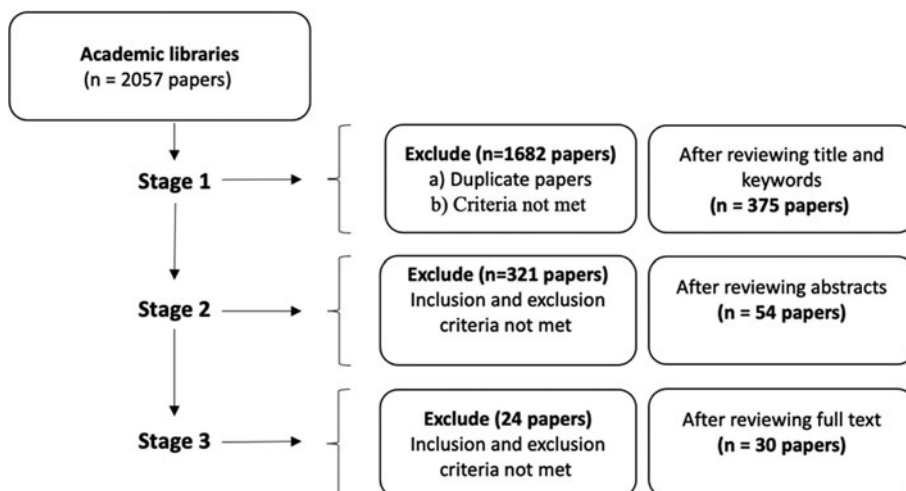 Academic libraries
(n = 2057 papers)
Stage 1
Exclude (n=1682 papers)
a) Duplicate papers
b) Criteria not met
After reviewing title and
keywords
(n = 375 papers)
Stage 2
Exclude (n=321 papers)
Inclusion and exclusion
criteria not met
After reviewing abstracts
(n = 54 papers)
Stage 3
Exclude (24 papers)
Inclusion and exclusion
criteria not met
After reviewing full text
(n = 30 papers)